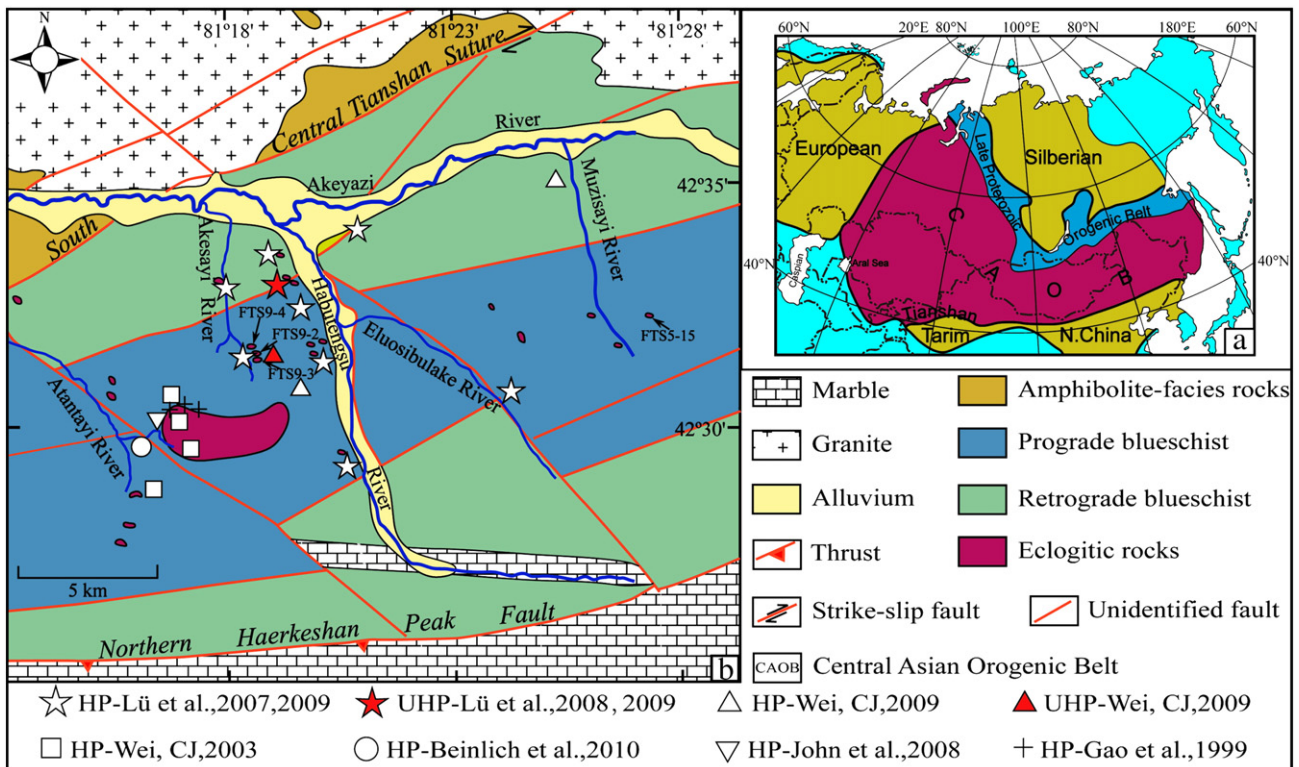 N
81°18'
81°23'
81°28'
Central Tianshan Suture
River
Akeyazi
Muzisayi River
42°35'
South
Akesayi
River
Habutengsu
River
FTS9-4
FTS9-2
FTS9-3
FTS5-15
Eluosibulake River
Atantayi River
42°30'
5 km
Northern Haerkeshan Peak Fault
b
60°N 20°E 80°N 100°E 80°N 180°E 60°N
European
Silberian
Late Proterozoic
Orogenic Belt
C A O B
40°N
40°N
Caspian
Aral Sea
Tianshan
Tarim
N.China
a
Marble
Amphibolite-facies rocks
Granite
Prograde blueschist
Alluvium
Retrograde blueschist
Thrust
Eclogitic rocks
Strike-slip fault
Unidentified fault
CAOB Central Asian Orogenic Belt
HP-Lü et al.,2007,2009
UHP-Lü et al.,2008,2009
HP-Wei, CJ,2009
UHP-Wei, CJ,2009
HP-Wei, CJ,2003
HP-Beinlich et al.,2010
HP-John et al.,2008
HP-Gao et al.,1999